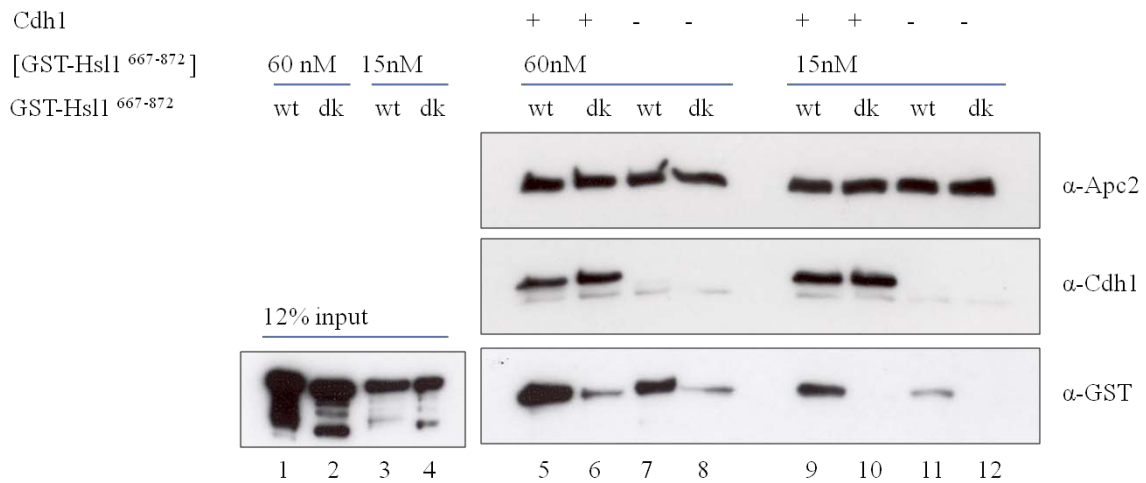 Cdh1 + + - - + + - -
[GST-Hsl1 667-872] 60 nM 15nM 60nM 15nM
GST-Hsl1 667-872 wt dk wt dk wt dk wt dk wt dk wt dk
α-Apc2
α-Cdh1
12% input
α-GST
1 2 3 4 5 6 7 8 9 10 11 12